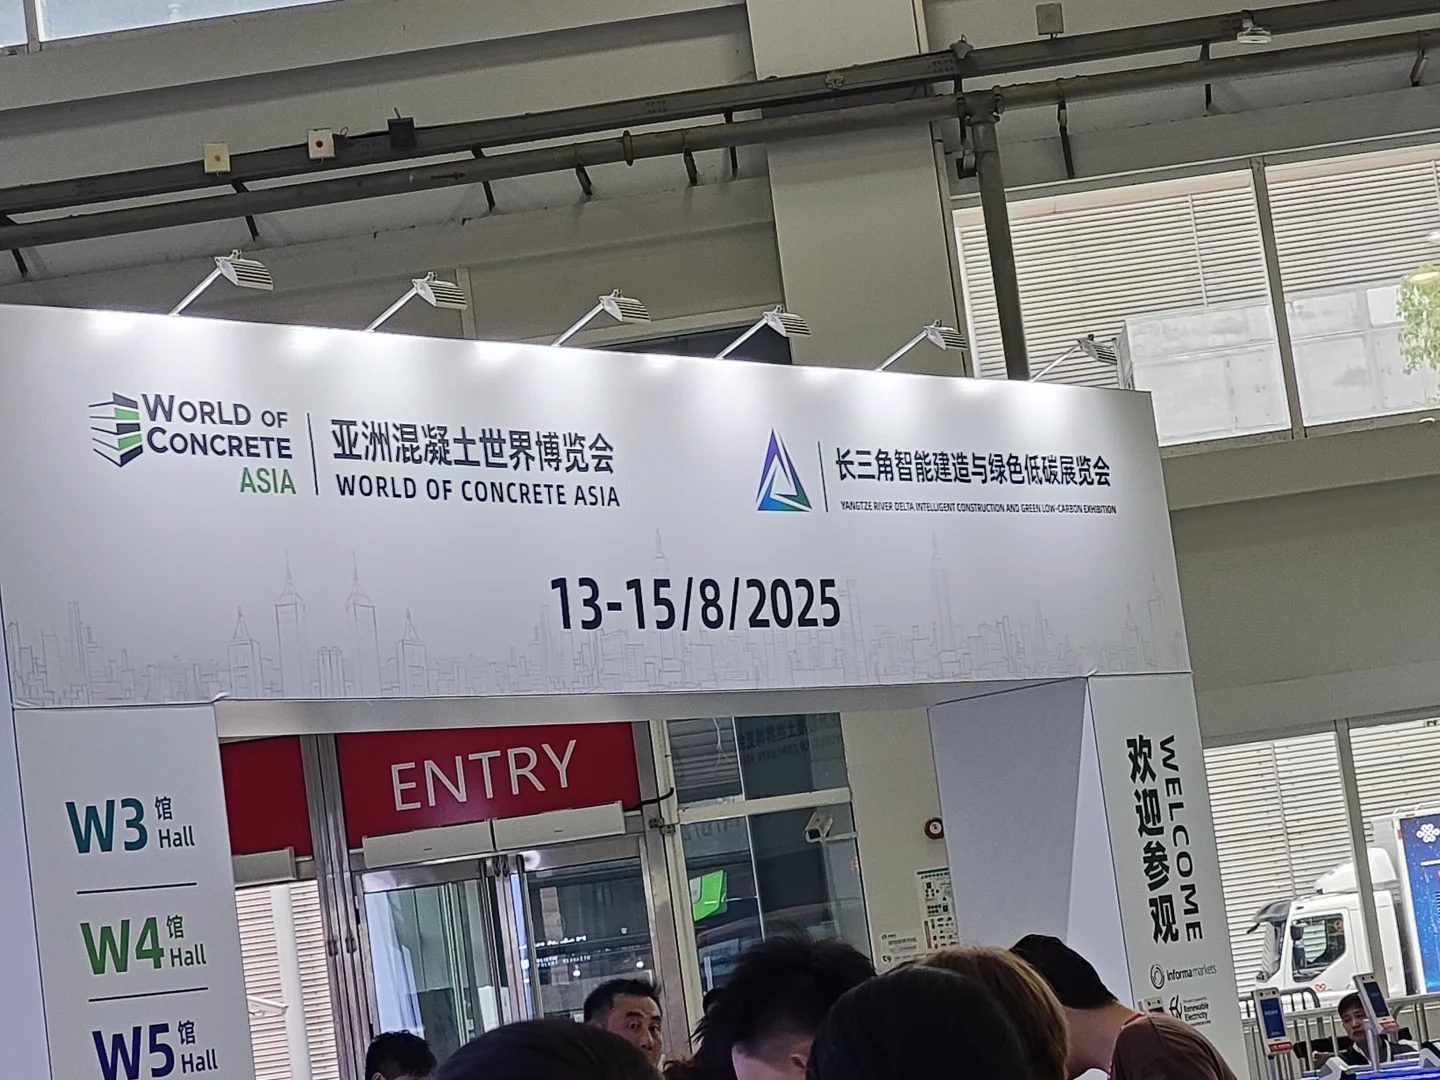 WORLD OF
CONCRETE
ASIA
亚洲混凝土世界博览会
WORLD OF CONCRETE ASIA
长三角智能建造与绿色低碳展览会
YANGTZE RIVER DELTA INTELLIGENT CONSTRUCTION AND GREEN LOW-CARBON EXHIBITION
13-15/8/2025
ENTRY
W3 馆 Hall
W4 馆 Hall
W5 馆 Hall
欢迎参观
WELCOME
informa markets
Renewable
Electricity